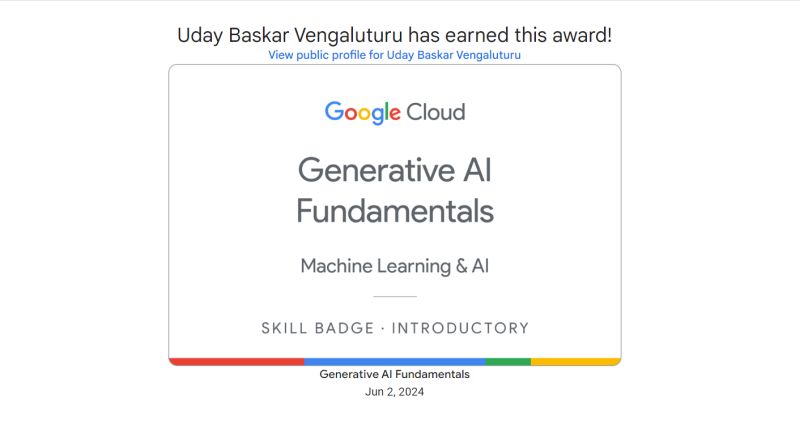 Uday Baskar Vengaluturu has earned this award!
View public profile for Uday Baskar Vengaluturu
Google Cloud
Generative AI
Fundamentals
Machine Learning & AI
SKILL BADGE · INTRODUCTORY
Generative AI Fundamentals
Jun 2, 2024